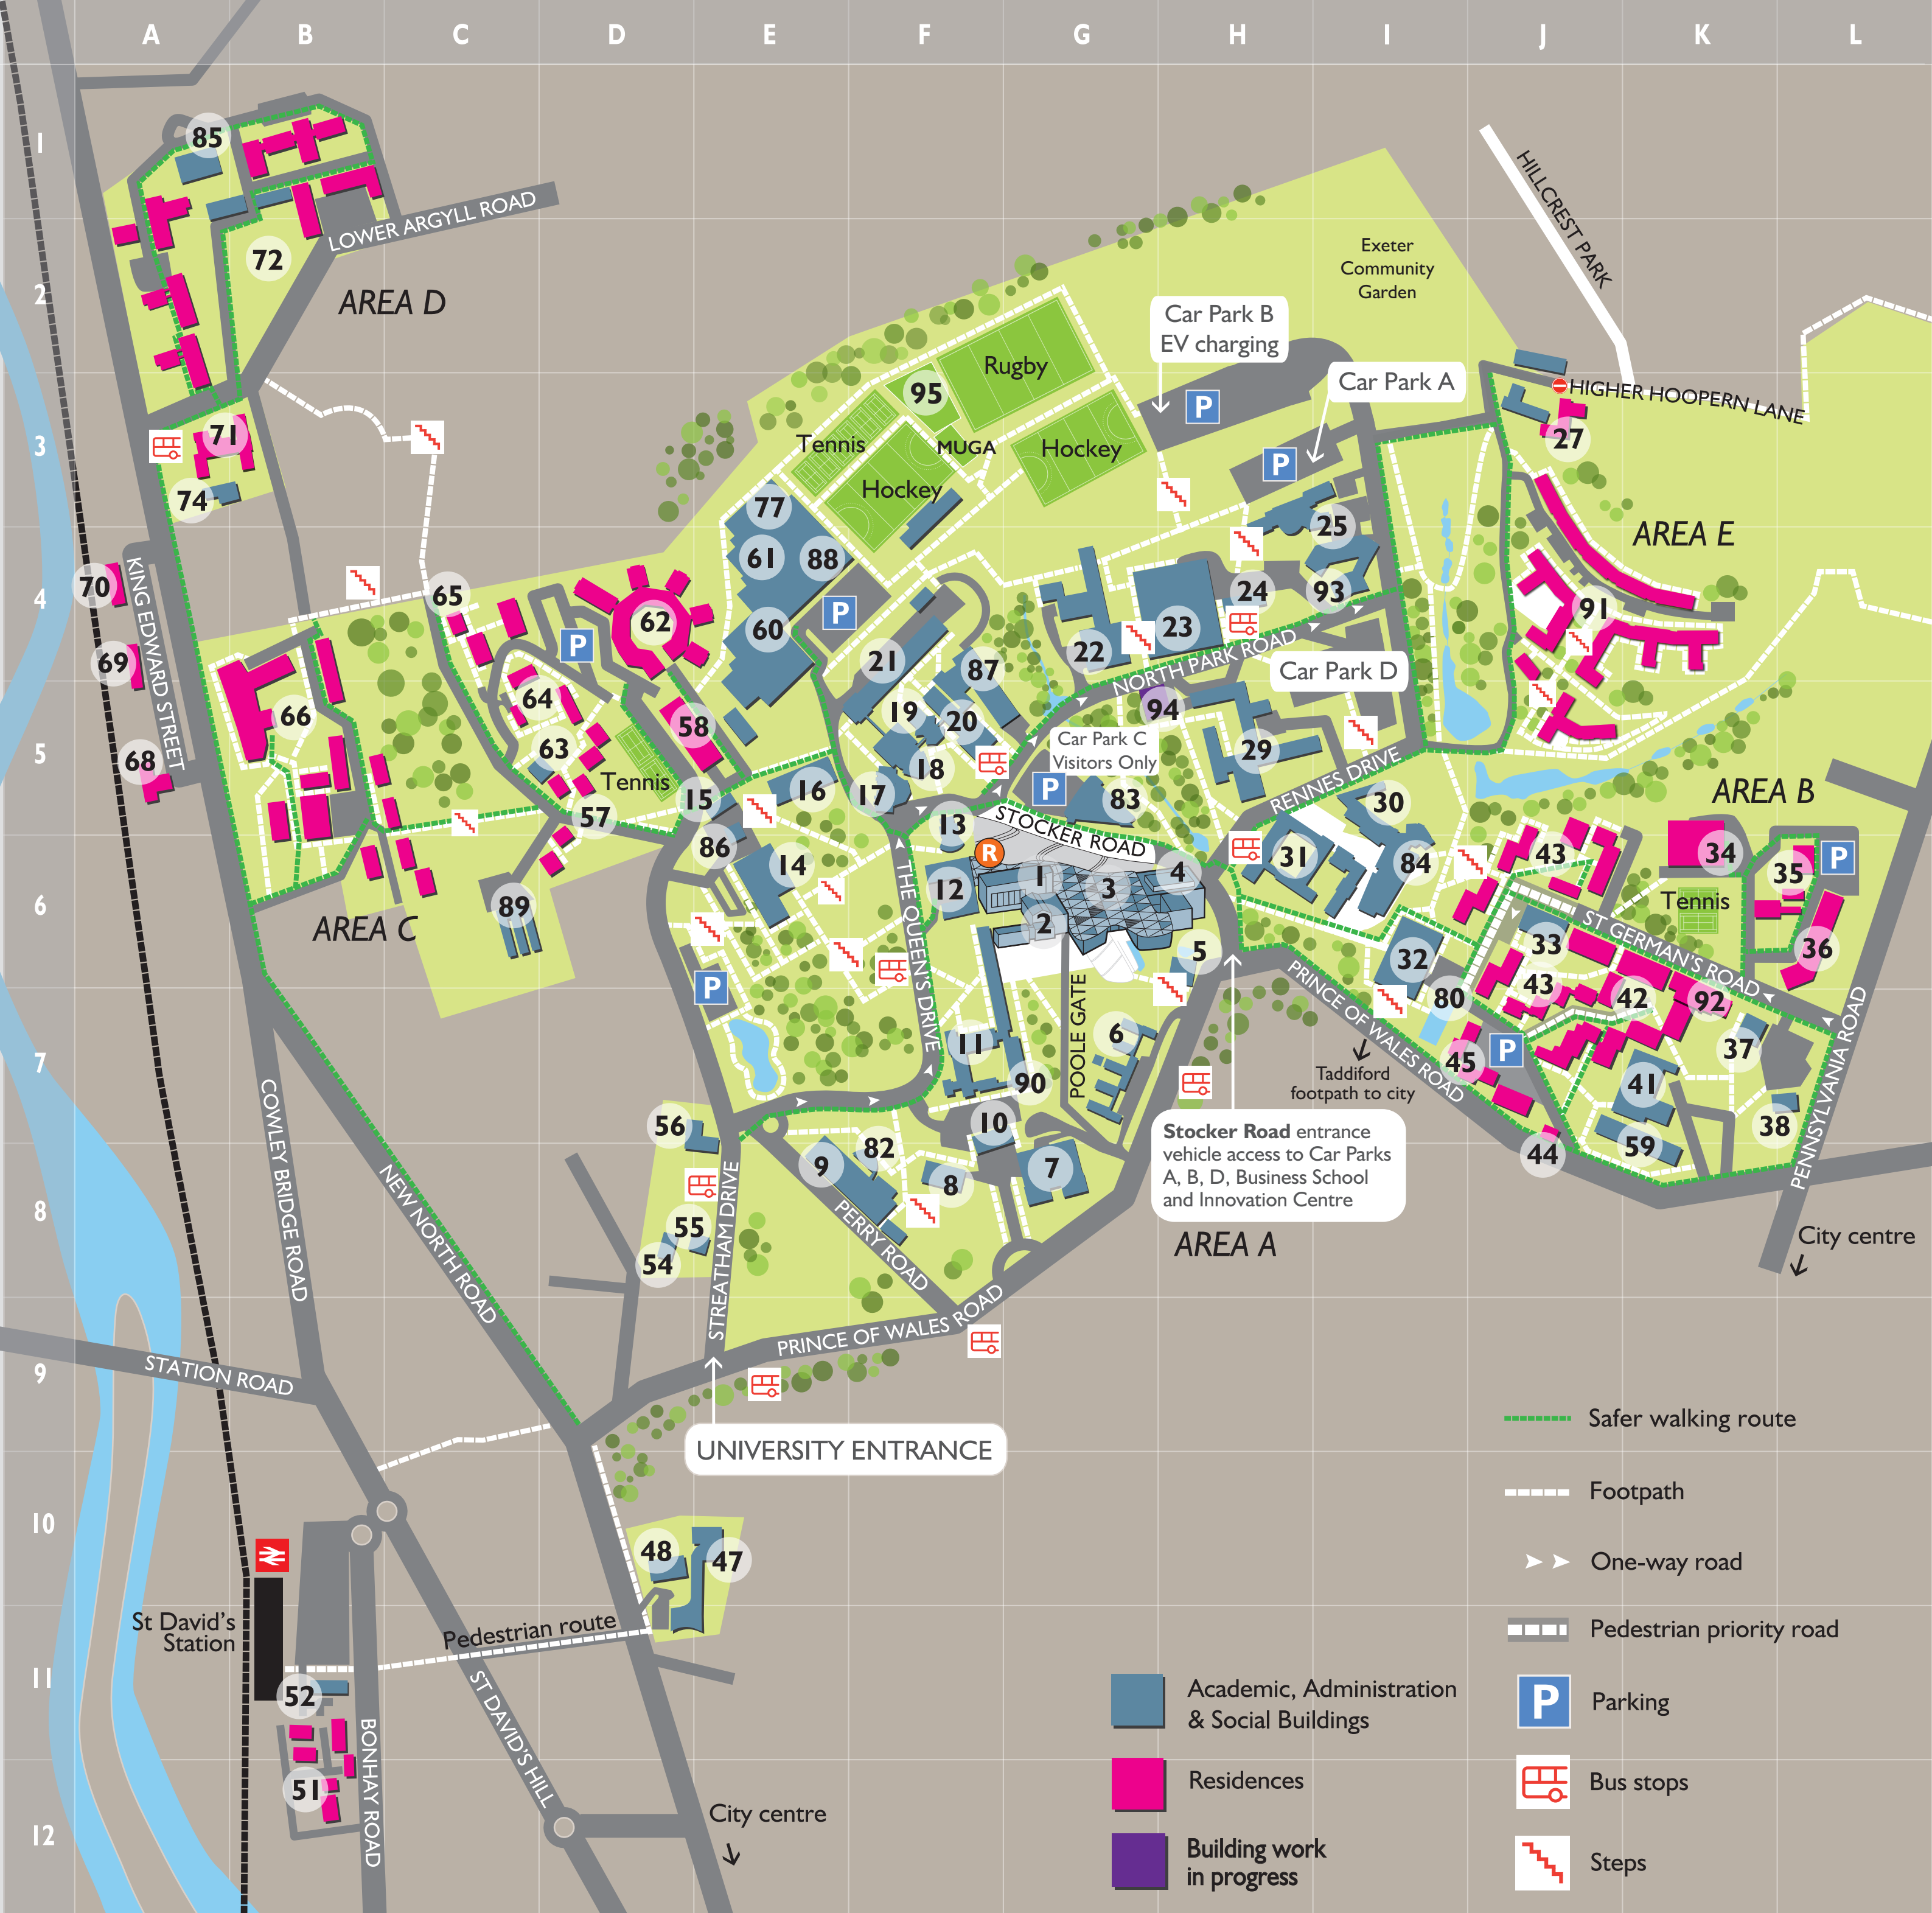 A B C D E F G H I J K L
1
2
3
4
5
6
7
8
9
10
11
12
85
72
LOWER ARGYLL ROAD
AREA D
71
74
70
69
68
KING EDWARD STREET
65
62
P
64
63
66
58
Tennis
57
15
AREA C
89
HILLCREST PARK
Exeter
Community
Garden
Car Park B
EV charging
P
Car Park A
P
HIGHER HOOPERN LANE
27
Rugby
95
Tennis
MUGA
Hockey
Hockey
77
61
88
60
P
25
24
93
23
22
NORTH PARK ROAD
Car Park D
AREA E
91
21
87
19
20
94
18
Car Park C
Visitors Only
P
29
RENNES DRIVE
16
17
83
30
AREA B
13
STOCKER ROAD
R
86
14
12
1
2
3
4
5
31
84
43
34
35
P
Tennis
36
THE QUEEN'S DRIVE
33
ST GERMAN'S ROAD
32
80
43
42
92
P
PRINCE OF WALES ROAD
POOLE GATE
6
11
90
Taddiford
footpath to city
45
P
37
41
38
59
44
PENNSYLVANIA ROAD
City centre
56
10
82
9
8
7
Stocker Road entrance
vehicle access to Car Parks
A, B, D, Business School
and Innovation Centre
AREA A
55
54
STREATHAM DRIVE
PERRY ROAD
PRINCE OF WALES ROAD
COWLEY BRIDGE ROAD
NEW NORTH ROAD
STATION ROAD
UNIVERSITY ENTRANCE
48
47
St David's
Station
Pedestrian route
52
51
BONHAY ROAD
ST DAVID'S HILL
City centre
Safer walking route
Footpath
One-way road
Pedestrian priority road
Academic, Administration
& Social Buildings
P
Parking
Residences
Bus stops
Building work
in progress
Steps